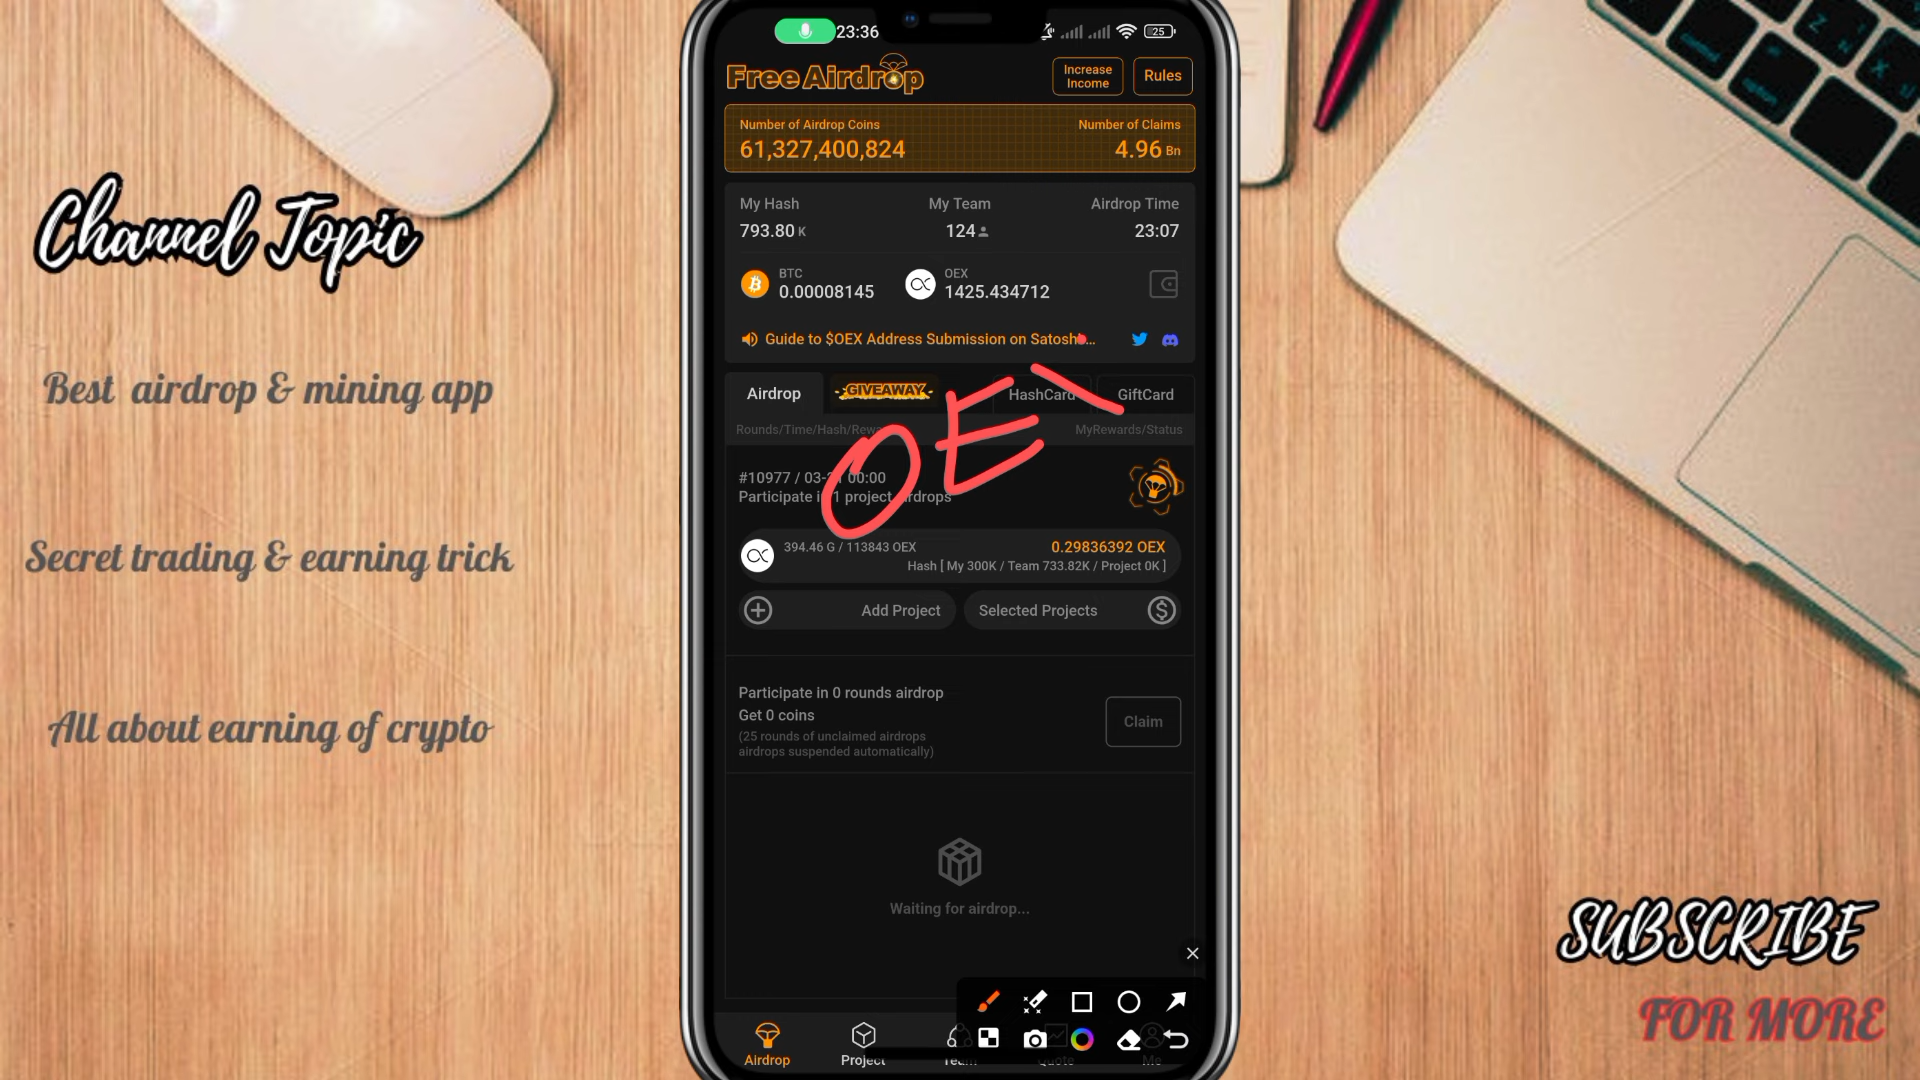 Channel Topic
Best airdrop & mining app
Secret trading & earning trick
All about earning of crypto
23:36
25
Free Airdrop
Increase Income
Rules
Number of Airdrop Coins
Number of Claims
61,327,400,824
4.96 Bn
My Hash
My Team
Airdrop Time
793.80 K
124
23:07
BTC
0.00008145
OEX
1425.434712
Guide to $OEX Address Submission on Satosh...
Airdrop
GIVEAWAY
HashCard
GiftCard
Rounds/Time/Hash/
MyRewards/Status
OE
#10977 / 03- 00:00
Participate 1 project
394.46 G / 113843 OEX
0.29836392 OEX
Hash [ My 300K / Team 733.82K / Project 0K ]
Add Project
Selected Projects
Participate in 0 rounds airdrop
Get 0 coins
(25 rounds of unclaimed airdrops
airdrops suspended automatically)
Claim
Waiting for airdrop...
Airdrop
Project
Quote
Me
SUBSCRIBE
FOR MORE